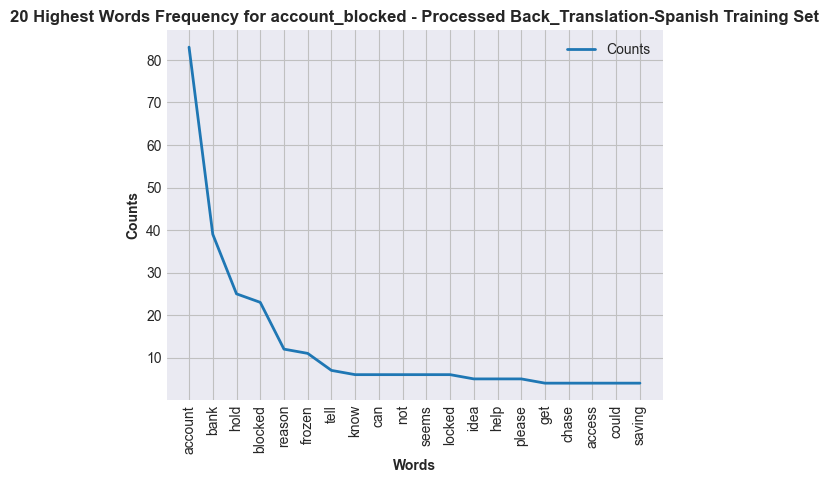 20 Highest Words Frequency for account_blocked - Processed Back_Translation-Spanish Training Set
Counts
80
70
60
50
40
30
20
10
Counts
account
bank
hold
blocked
reason
frozen
tell
know
can
not
seems
locked
idea
help
please
get
chase
access
could
saving
Words